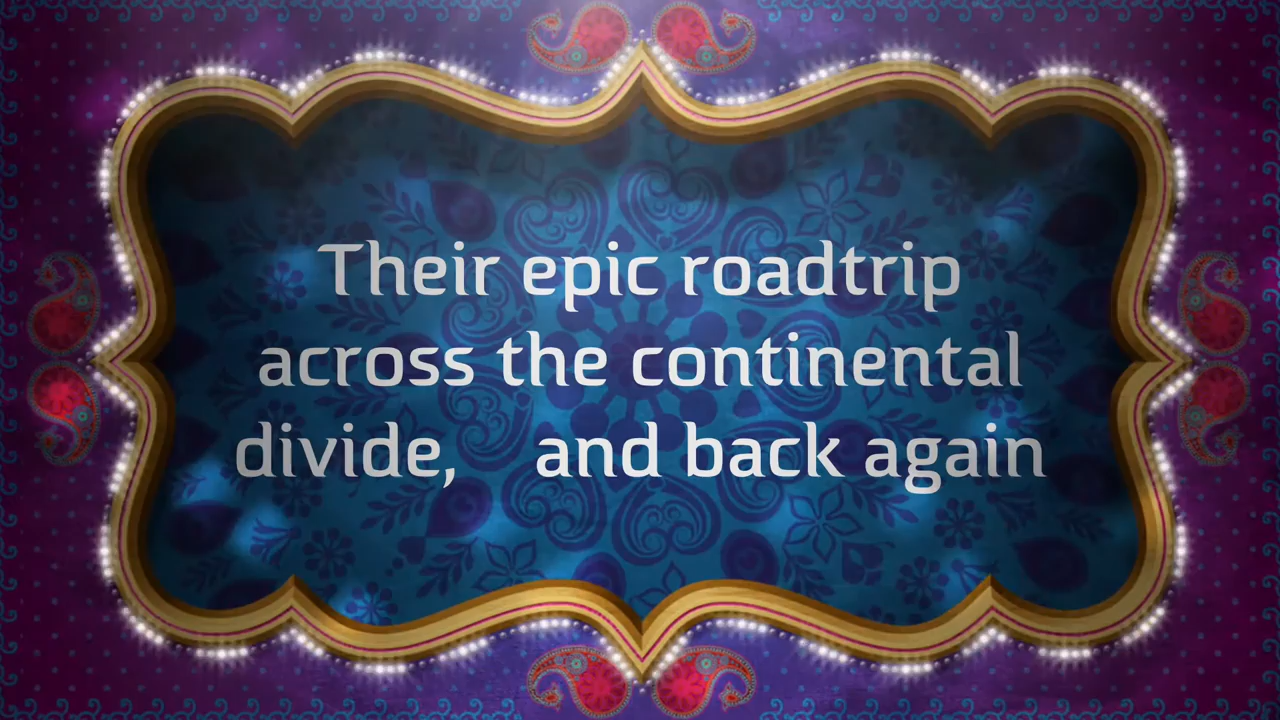 Their epic roadtrip
across the continental
divide, and back again